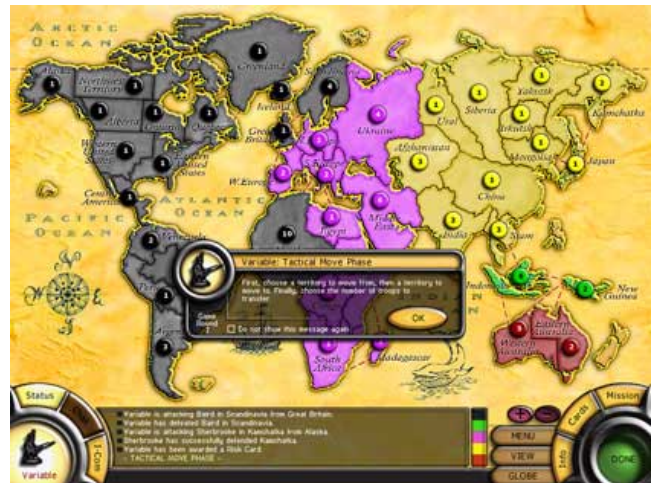 ARCTIC
OCEAN
Greenland
Alaska
Northwest
Territory
Iceland
Alberta
Ontario
Western
United
States
Eastern
United
States
Central
America
Great
Britain
W. Europe
Ukraine
Ural
Siberia
Yakutsk
Kamchatka
Irkutsk
Mongolia
Japan
Afghanistan
China
India
Siam
Middle
East
Egypt
ATLANTIC
OCEAN
PACIFIC
OCEAN
Venezuela
New
Guinea
Western
Australia
Eastern
Australia
South
Africa
Madagascar
Variable: Tactical Move Phase
First, choose a territory to move from, then a territory to
move to. Finally, choose the number of troops to
transfer.
Game
Round
2
Do not show this message again
OK
Status
Chat
I-Com
Variable
Variable is attacking Baird in Scandinavia from Great Britain.
Variable has defeated Baird in Scandinavia.
Variable is attacking Sherbrooke in Kamchatka from Alaska.
Sherbrooke has successfully defended Kamchatka.
Variable has been awarded a Risk Card.
- TACTICAL MOVE PHASE -
MENU
VIEW
GLOBE
Info
Cards
Mission
DONE